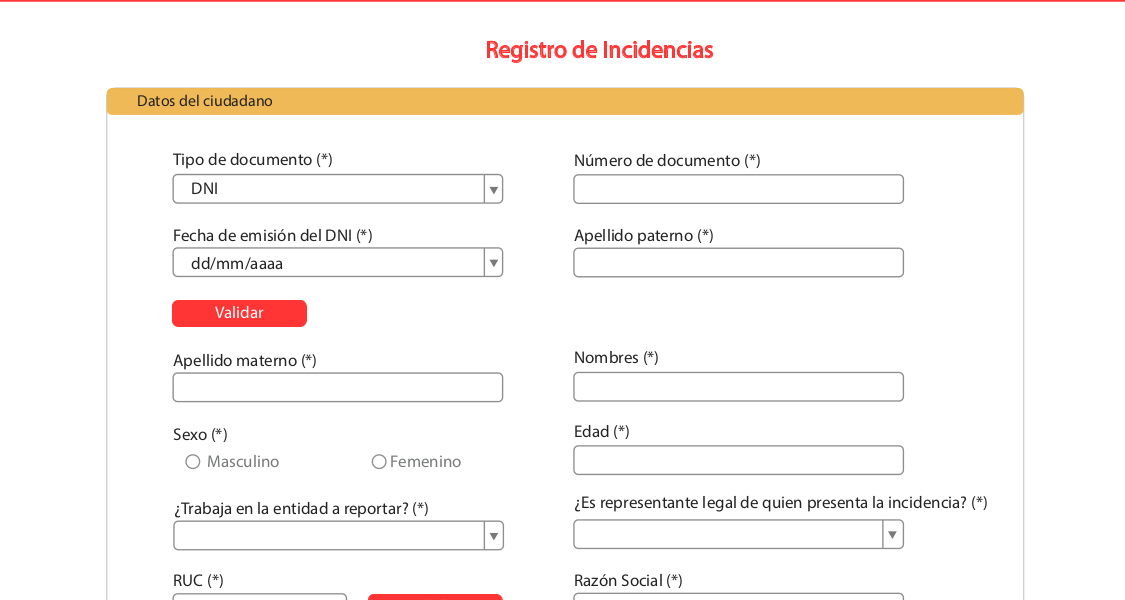 Registro de Incidencias
Datos del ciudadano
Tipo de documento (*)
Número de documento (*)
DNI
Fecha de emisión del DNI (*)
Apellido paterno (*)
dd/mm/aaaa
Validar
Apellido materno (*)
Nombres (*)
Sexo (*)
Edad (*)
Masculino
Femenino
¿Trabaja en la entidad a reportar? (*)
¿Es representante legal de quien presenta la incidencia? (*)
RUC (*)
Razón Social (*)